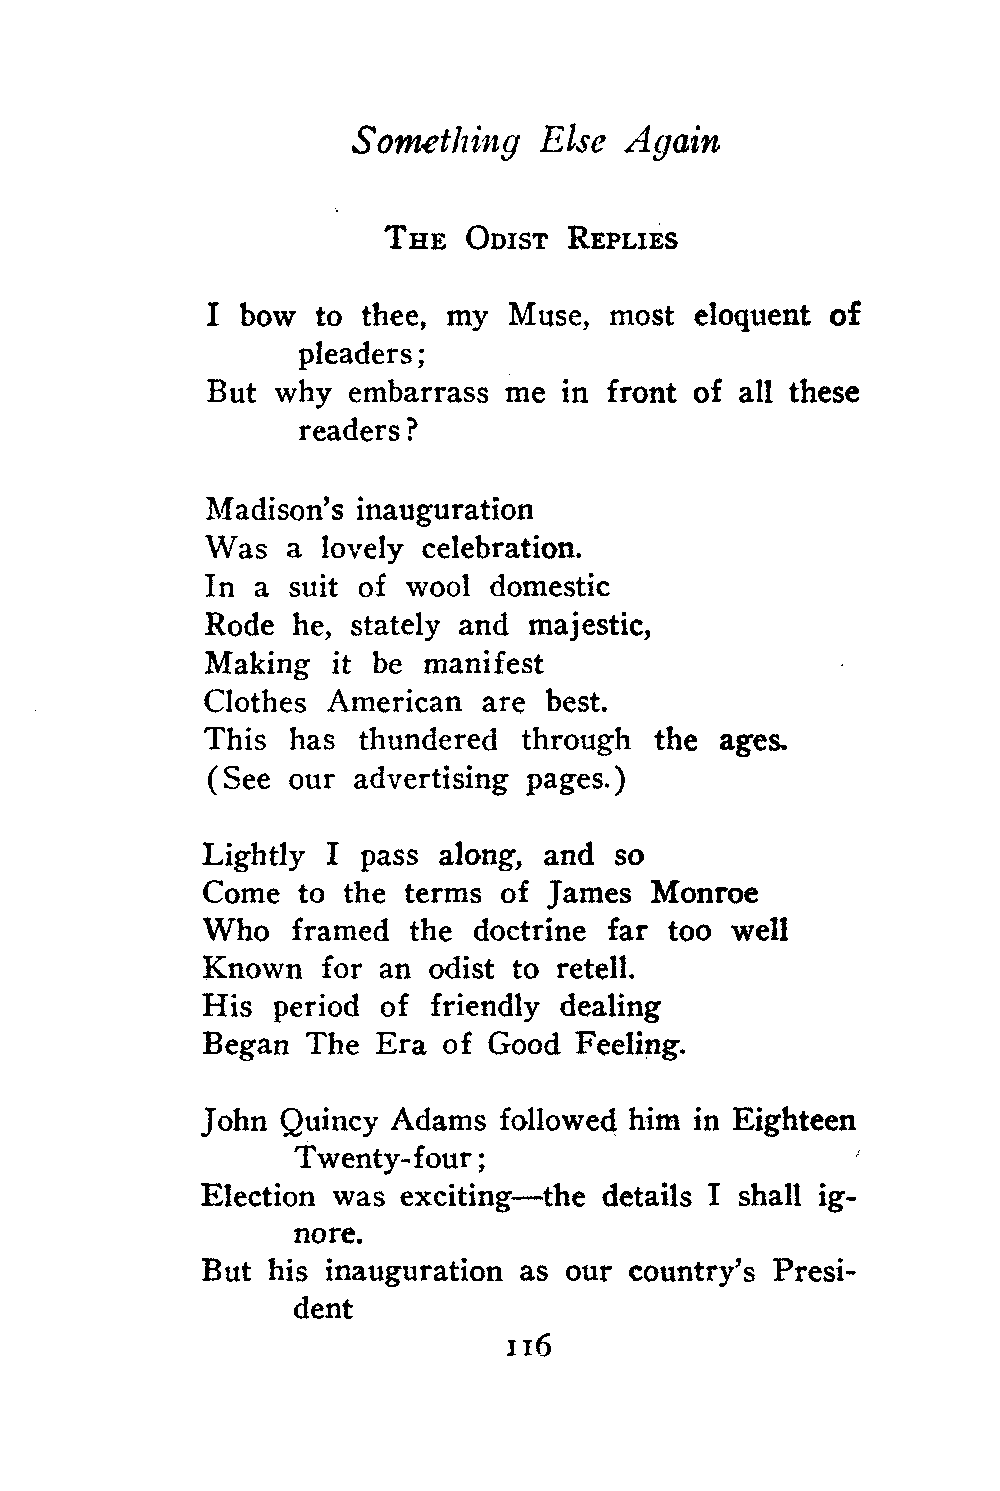 Something Else Again
The Odist Replies
I bow to thee, my Muse, most eloquent of
pleaders;
But why embarrass me in front of all these
readers?
Madison's inauguration
Was a lovely celebration.
In a suit of wool domestic
Rode he, stately and majestic,
Making it be manifest
Clothes American are best.
This has thundered through the ages.
(See our advertising pages.)
Lightly I pass along, and so
Come to the terms of James Monroe
Who framed the doctrine far too well
Known for an odist to retell.
His period of friendly dealing
Began The Era of Good Feeling.
John Quincy Adams followed him in Eighteen
Twenty-four;
Election was exciting—the details I shall ig-
nore.
But his inauguration as our country's Presi-
dent
116